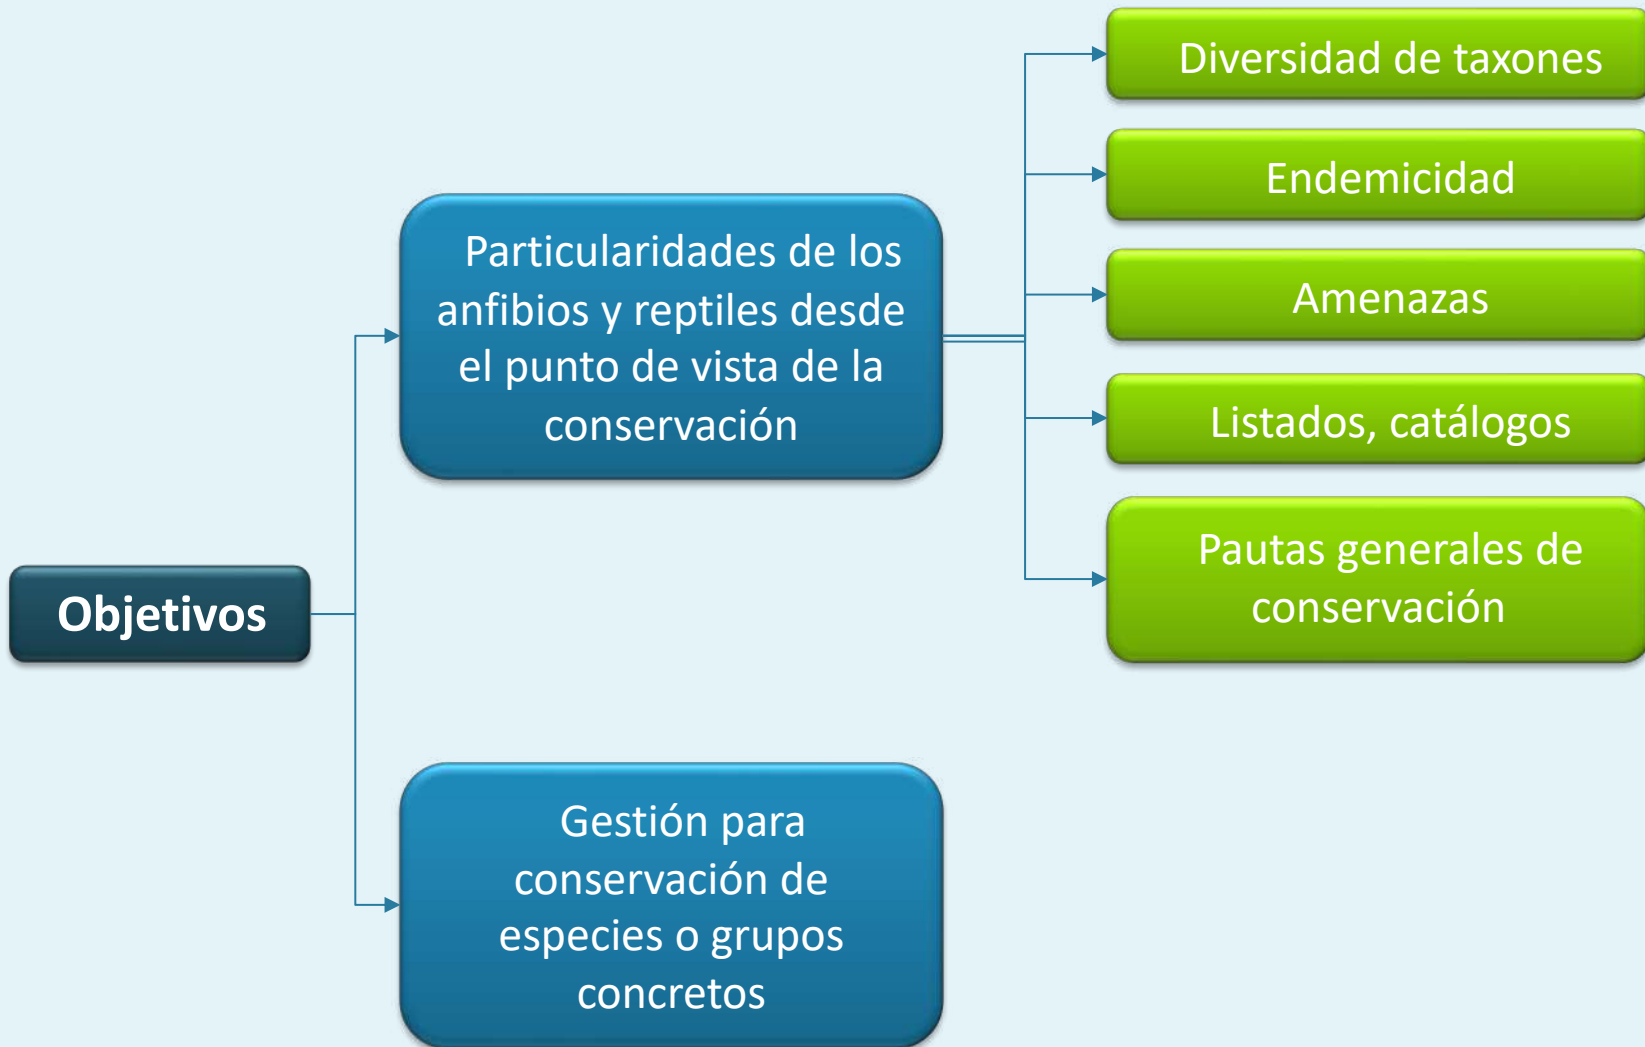 Objetivos
Particularidades de los
anfibios y reptiles desde
el punto de vista de la
conservación
Diversidad de taxones
Endemicidad
Amenazas
Listados, catálogos
Pautas generales de
conservación
Gestión para
conservación de
especies o grupos
concretos